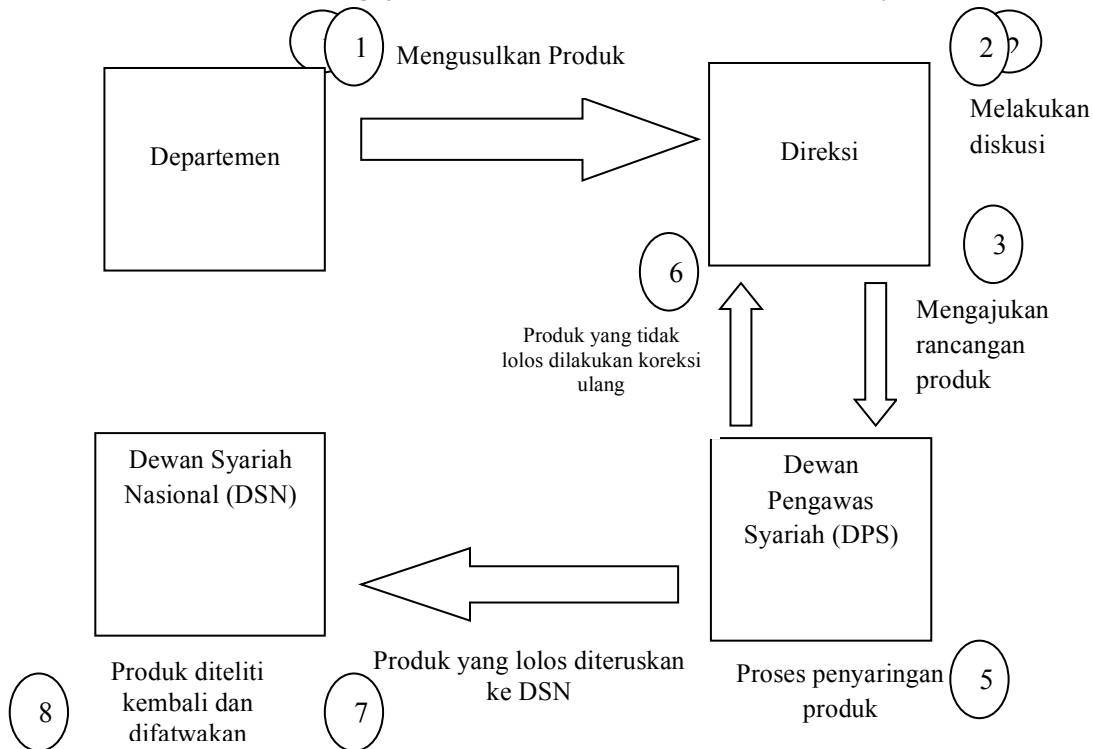 1
Mengusulkan Produk
2
2
Melakukan
diskusi
Departemen
Direksi
3
Mengajukan
rancangan
produk
6
Produk yang tidak
lolos dilakukan koreksi
ulang
Dewan Syariah
Nasional (DSN)
Dewan
Pengawas
Syariah (DPS)
Produk yang lolos diteruskan
ke DSN
7
Proses penyaringan
produk
5
Produk diteliti
kembali dan
difatwakan
8